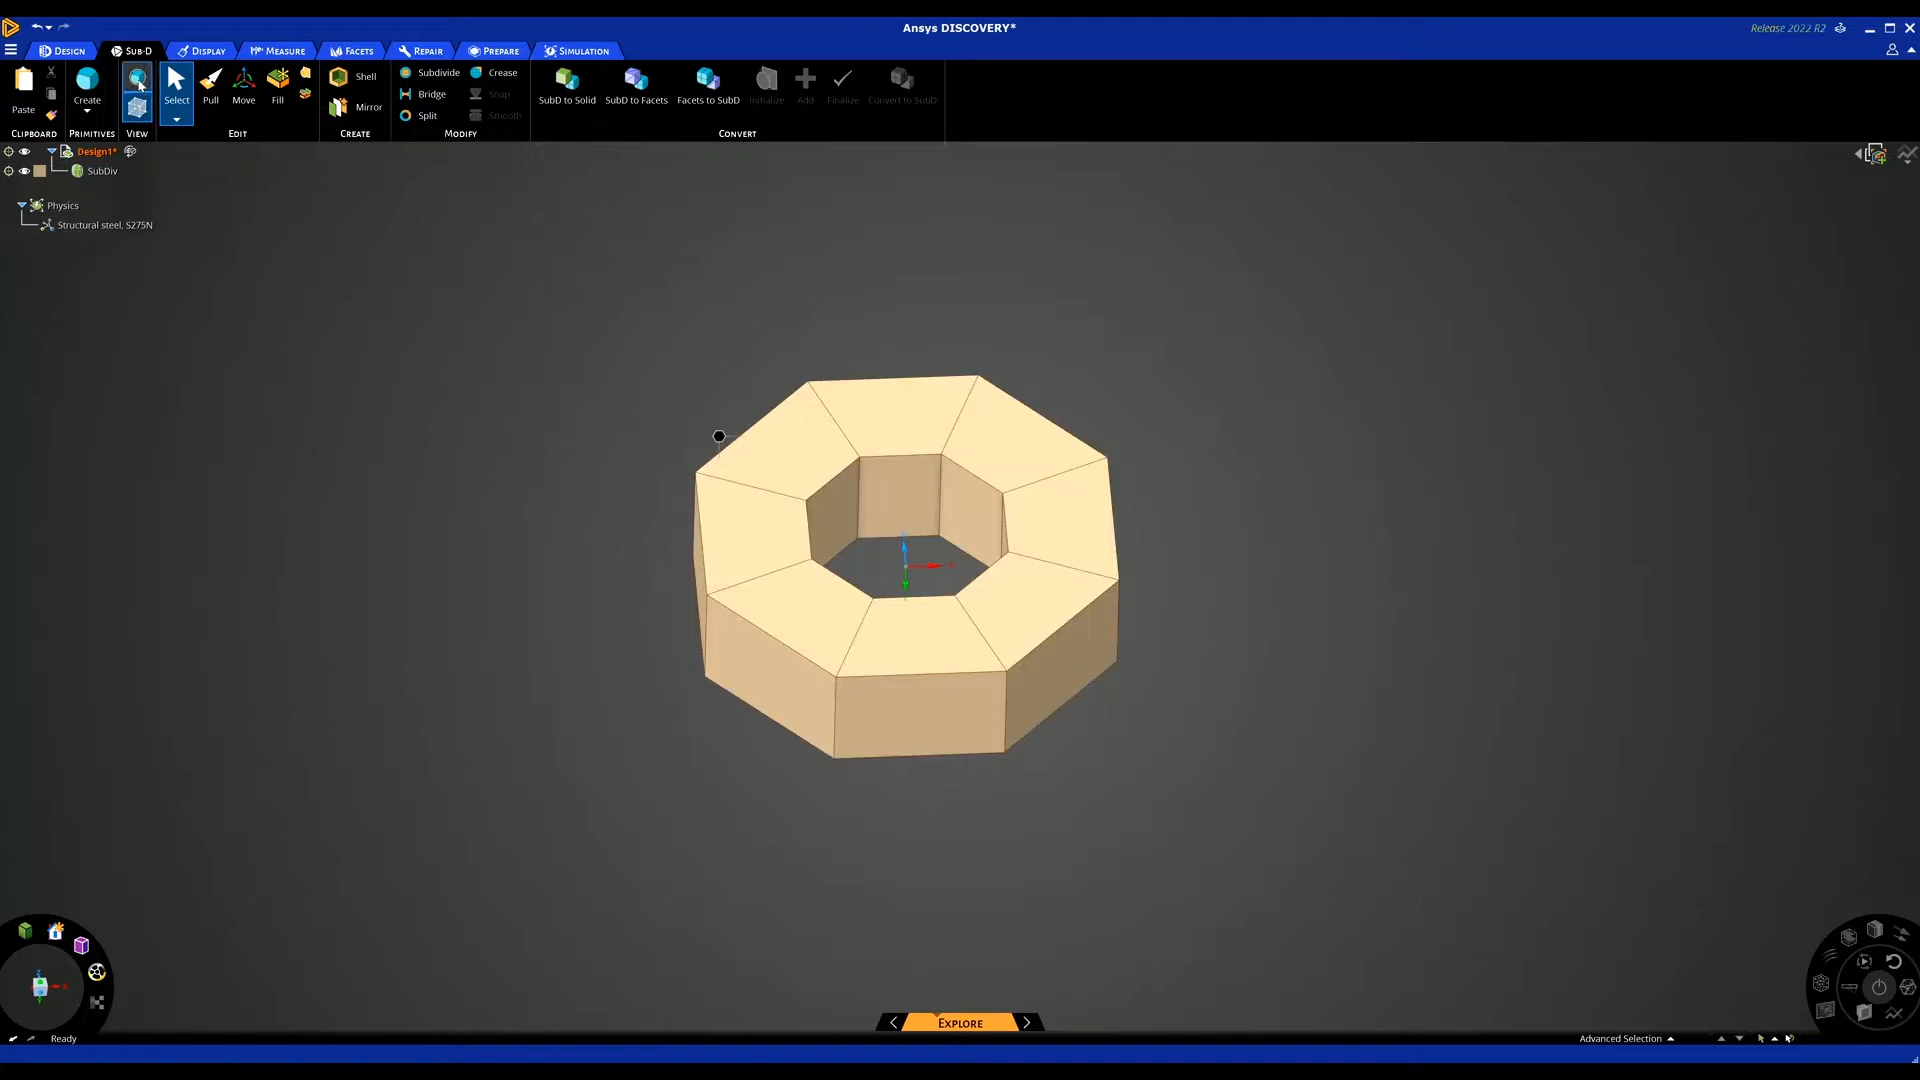 Ansys DISCOVERY*
Release 2022 R2
DESIGN
SUB-D
DISPLAY
MEASURE
FACETS
REPAIR
PREPARE
SIMULATION
Paste
Create
Select
Pull
Move
Fill
Shell
Mirror
Subdivide
Crease
Bridge
Snap
Split
Smooth
SubD to Solid
SubD to Facets
Facets to SubD
Initialize
Add
Finalize
Convert to SubD
CLIPBOARD
PRIMITIVES
VIEW
EDIT
CREATE
MODIFY
CONVERT
Design1*
SubDiv
Physics
Structural steel, S275N
EXPLORE
Ready
Advanced Selection